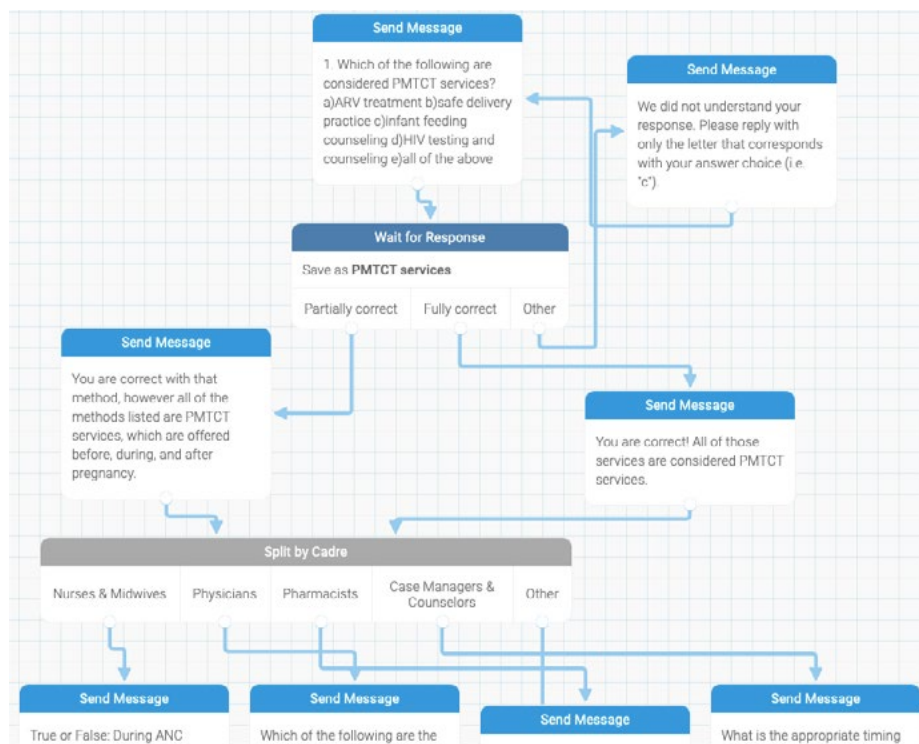 Send Message
1. Which of the following are
considered PMTCT services?
a)ARV treatment b)safe delivery
practice c)infant feeding
counseling d)HIV testing and
counseling e)all of the above
Send Message
We did not understand your
response. Please reply with
only the letter that corresponds
with your answer choice (i.e.
"c").
Wait for Response
Save as PMTCT services
Partially correct
Fully correct
Other
Send Message
You are correct with that
method, however all of the
methods listed are PMTCT
services, which are offered
before, during, and after
pregnancy.
Send Message
You are correct! All of those
services are considered PMTCT
services.
Split by Cadre
Nurses & Midwives
Physicians
Pharmacists
Case Managers &
Counselors
Other
Send Message
True or False: During ANC
Send Message
Which of the following are the
Send Message
Send Message
What is the appropriate timing